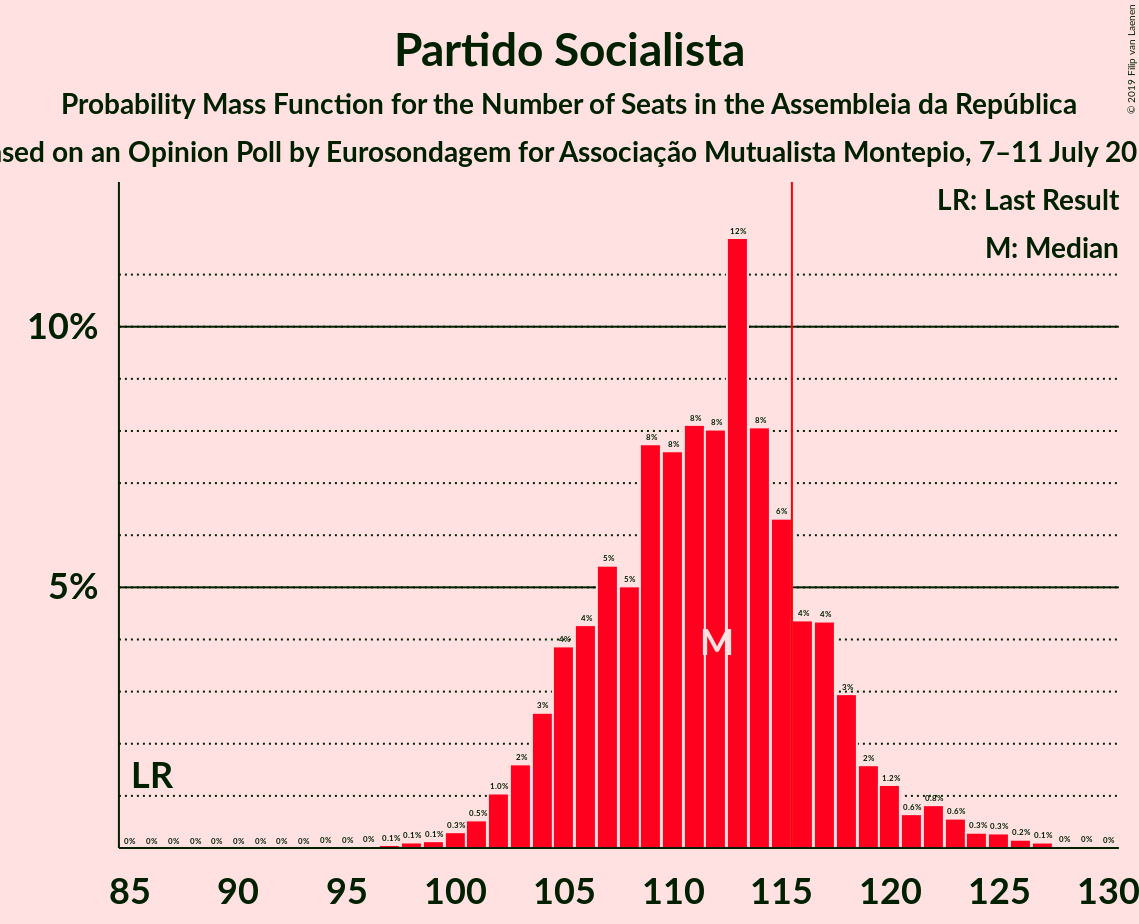 Partido Socialista
Probability Mass Function for the Number of Seats in the Assembleia da República
on an Opinion Poll by Eurosondagem for Associação Mutualista Montepio, 7–11 July
© 2019 Filip van Laenen
LR: Last Result
M: Median
10%
5%
LR
M
0% 0% 0% 0% 0% 0% 0% 0% 0% 0% 0% 0% 0.1% 0.1% 0.1% 0.3% 0.5% 1.0% 2% 3% 4% 4% 5% 5% 8% 8% 8% 8% 12% 8% 6% 4% 4% 3% 2% 1.2% 0.6% 0.8% 0.6% 0.3% 0.3% 0.2% 0.1% 0% 0% 0%
85 90 95 100 105 110 115 120 125 130